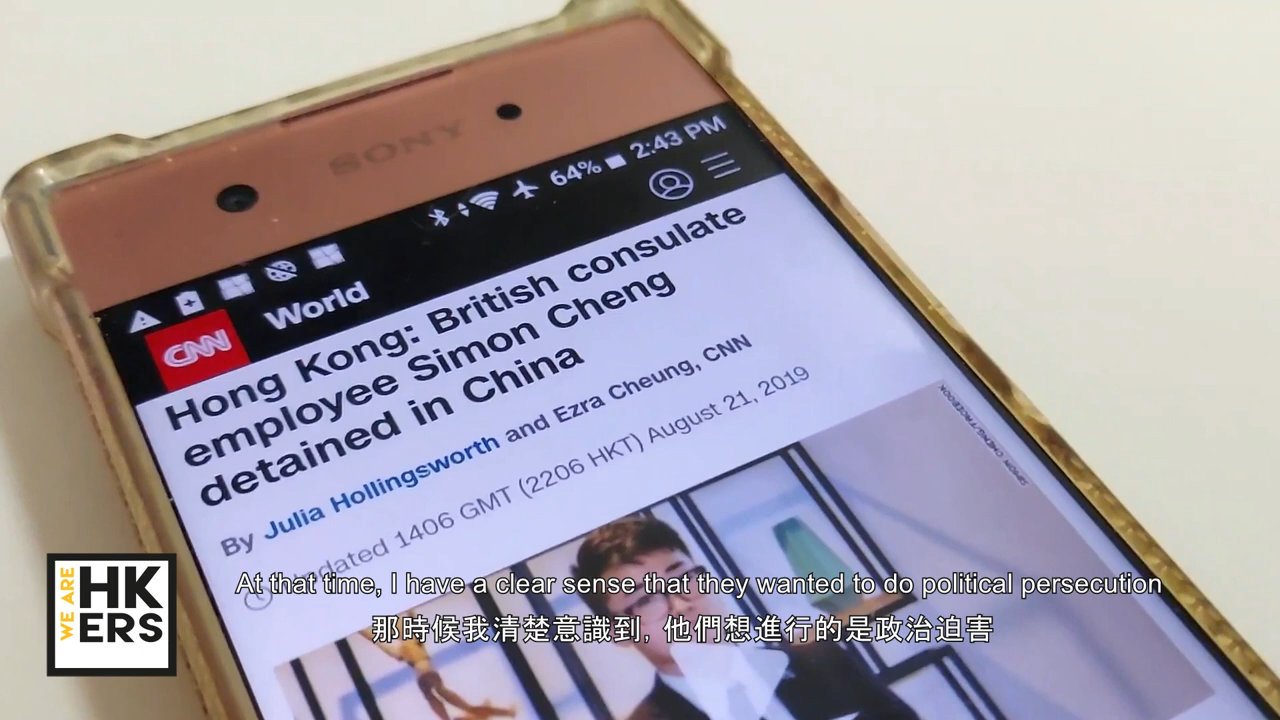 SONY
64% 2:43 PM
CNN World
Hong Kong: British consulate
employee Simon Cheng
detained in China
By Julia Hollingsworth and Ezra Cheung, CNN
Updated 1406 GMT (2206 HKT) August 21, 2019
SIMON CHENG/FACEBOOK
WE ARE
HK
ERS
At that time, I have a clear sense that they wanted to do political persecution
那時候我清楚意識到, 他們想進行的是政治迫害